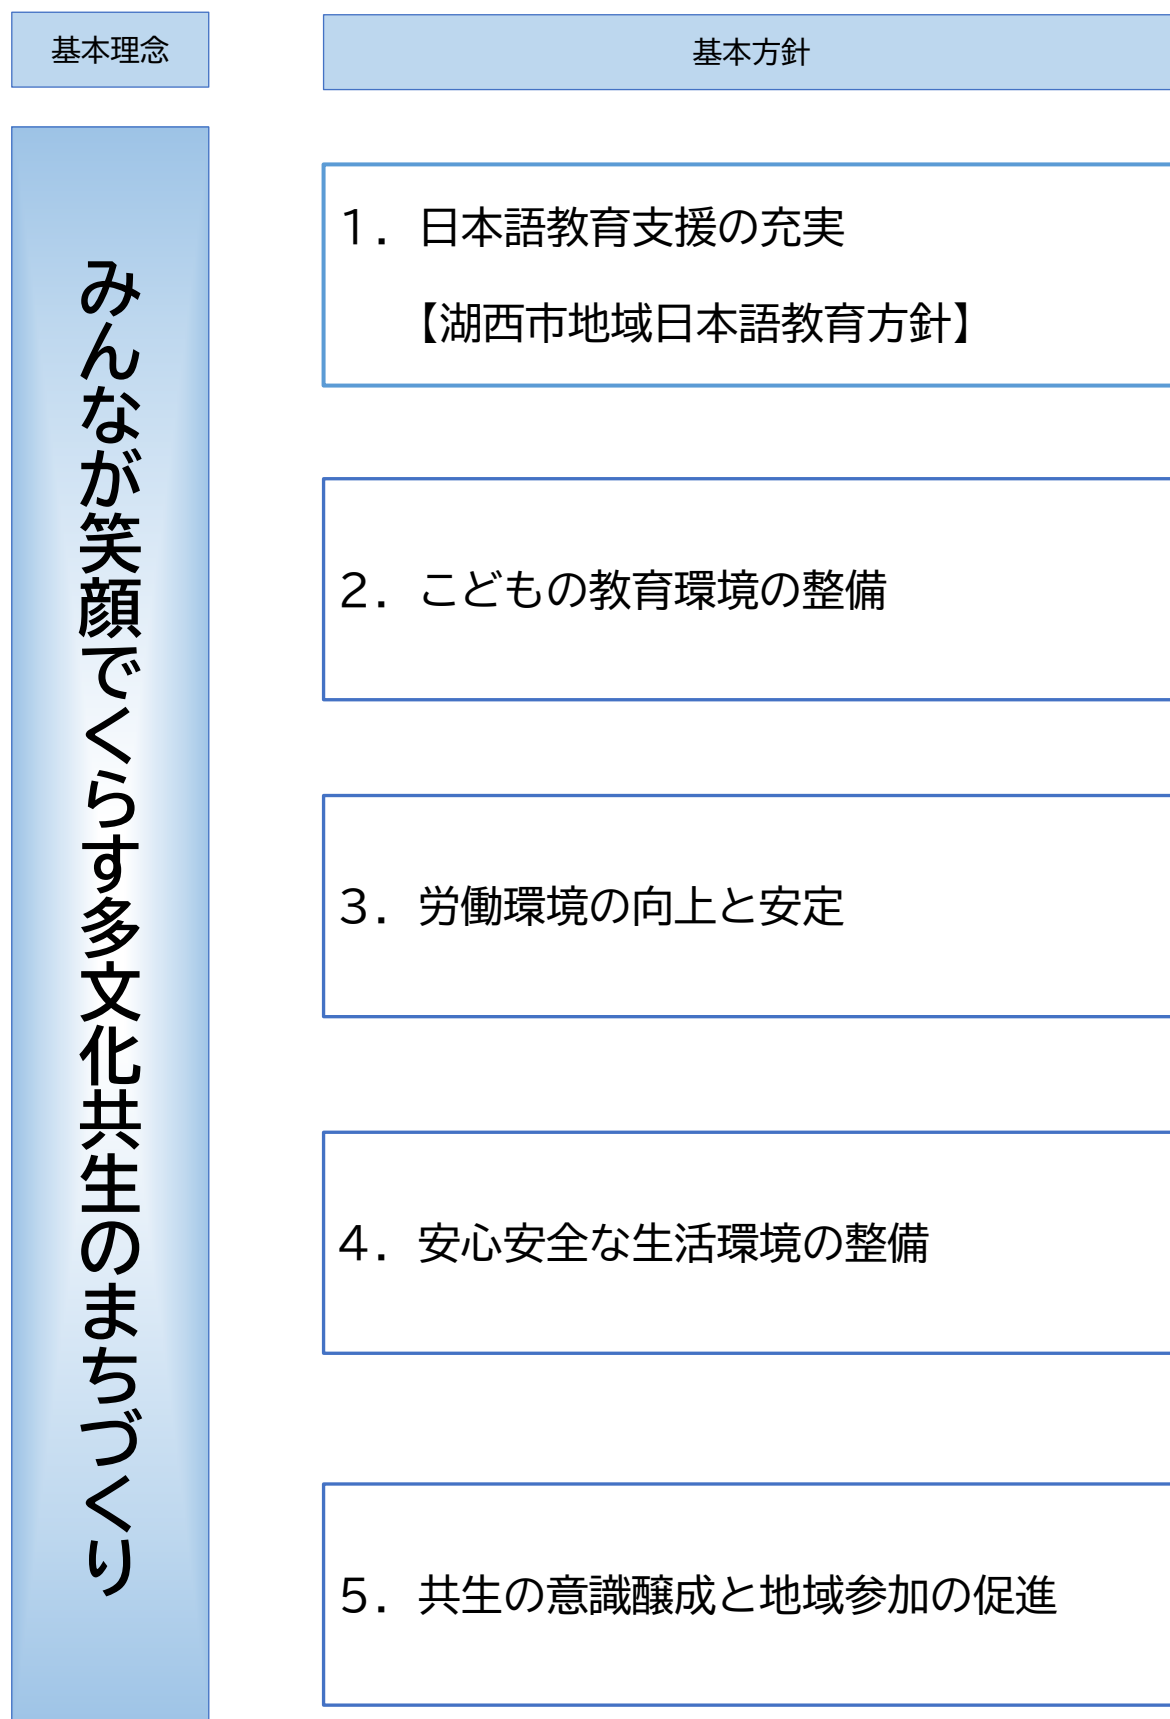 基本理念
基本方針
みんなが笑顔でくらす多文化共生のまちづくり
１．日本語教育支援の充実
【湖西市地域日本語教育方針】
２．こどもの教育環境の整備
３．労働環境の向上と安定
４．安心安全な生活環境の整備
５．共生の意識醸成と地域参加の促進